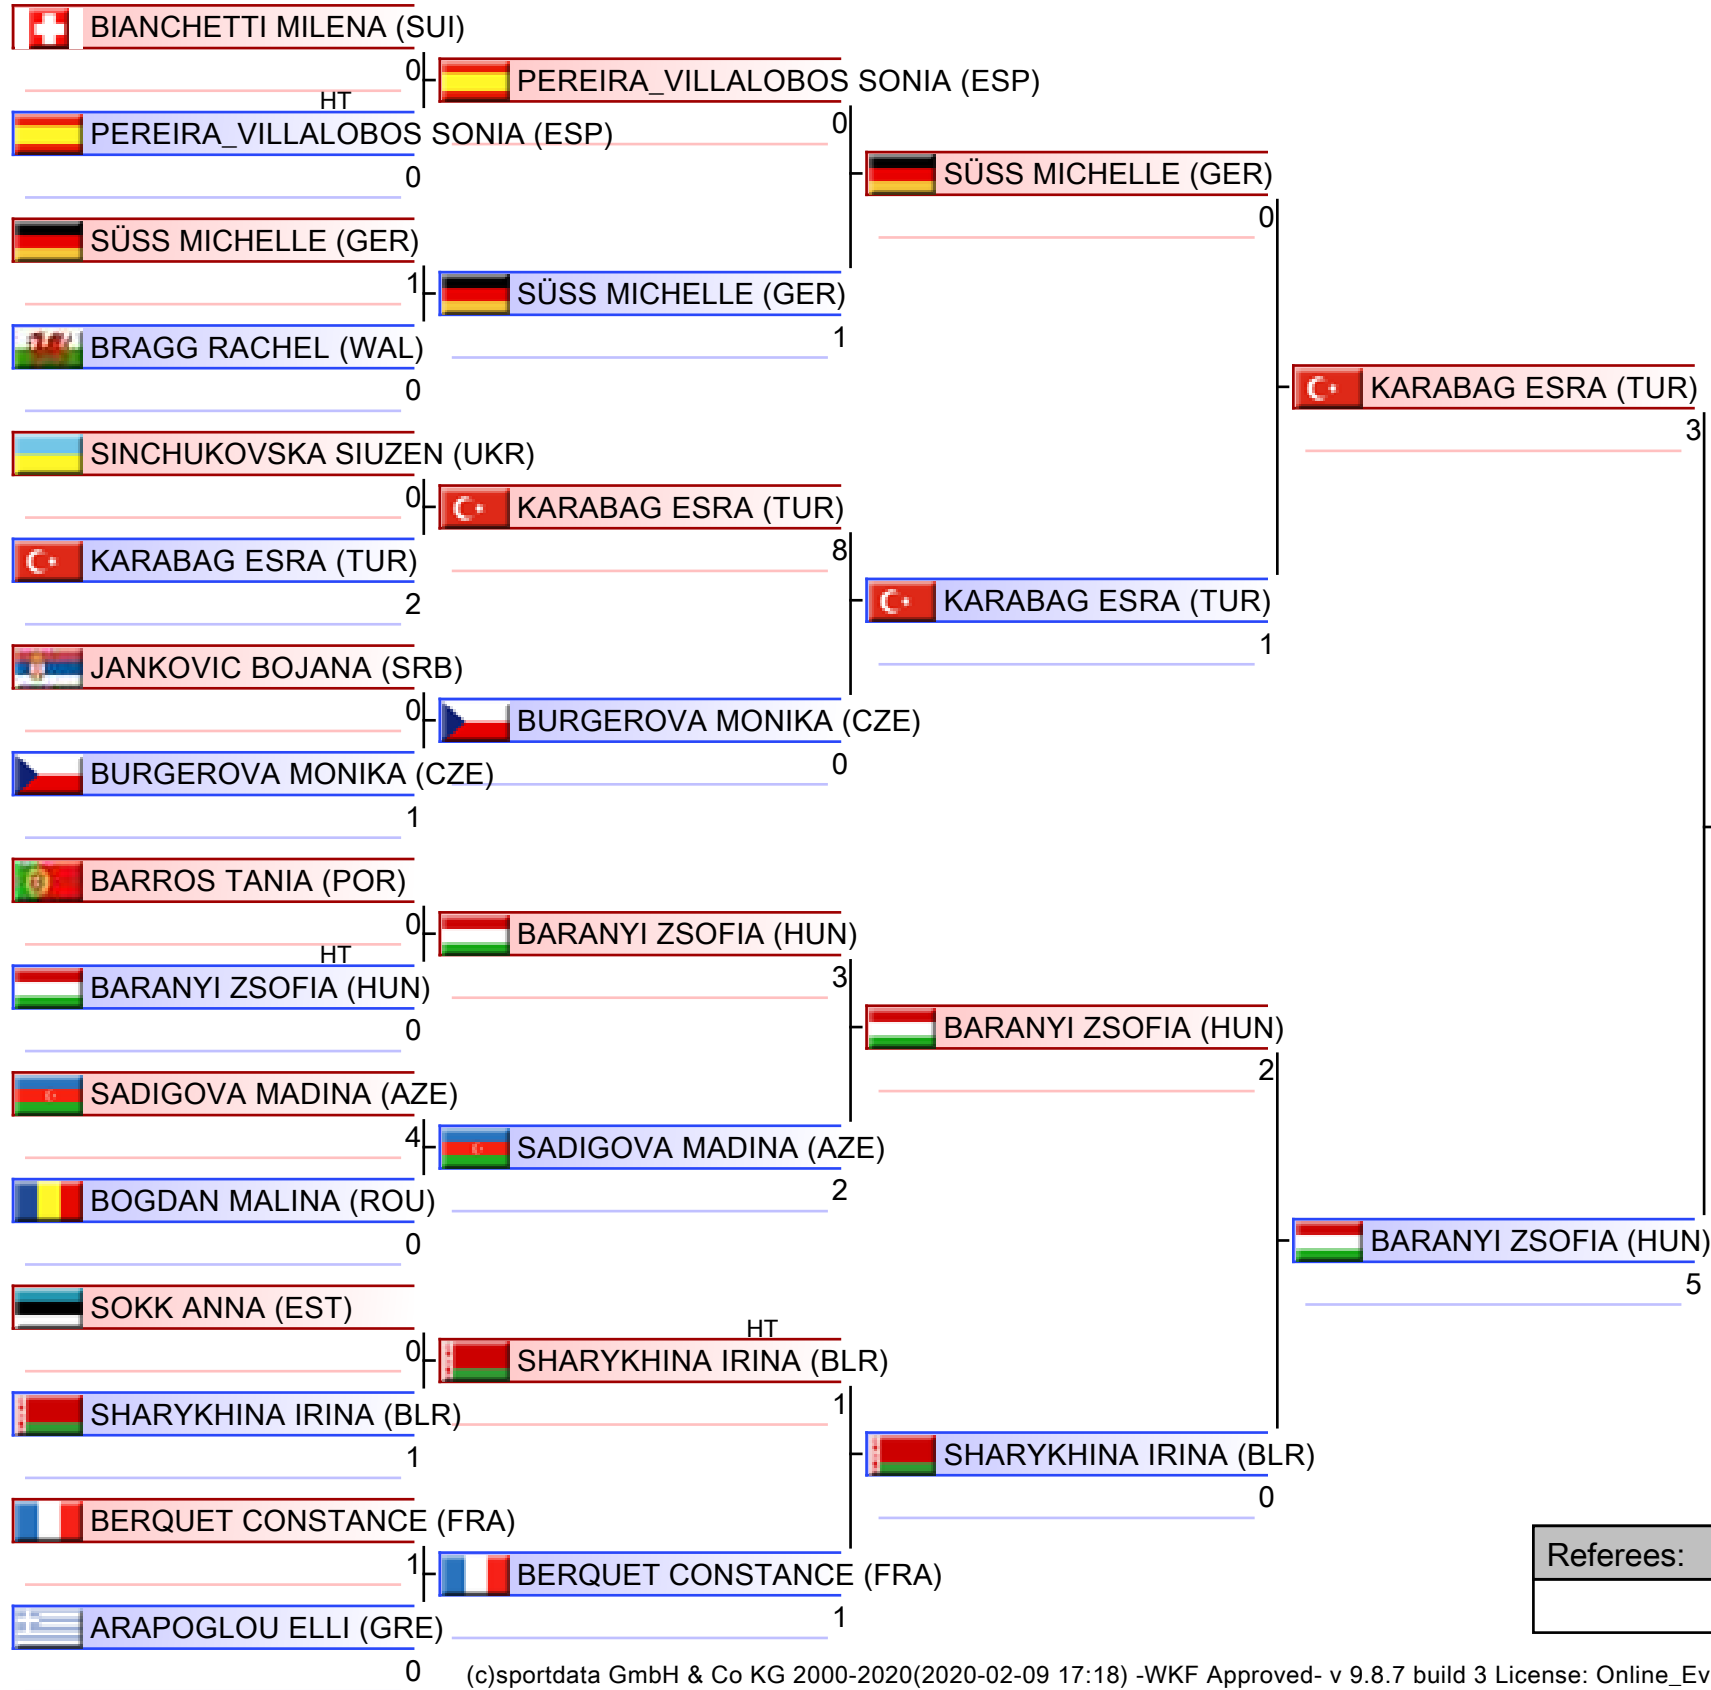 BIANCHETTI MILENA (SUI)
0
HT
PEREIRA_VILLALOBOS SONIA (ESP)
0
SÜSS MICHELLE (GER)
1
BRAGG RACHEL (WAL)
0
SINCHUKOVSKA SIUZEN (UKR)
0
KARABAG ESRA (TUR)
2
JANKOVIC BOJANA (SRB)
0
BURGEROVA MONIKA (CZE)
1
BARROS TANIA (POR)
0
HT
BARANYI ZSOFIA (HUN)
0
SADIGOVA MADINA (AZE)
4
BOGDAN MALINA (ROU)
0
SOKK ANNA (EST)
0
SHARYKHINA IRINA (BLR)
1
BERQUET CONSTANCE (FRA)
1
ARAPOGLOU ELLI (GRE)
0
PEREIRA_VILLALOBOS SONIA (ESP)
0
SÜSS MICHELLE (GER)
1
KARABAG ESRA (TUR)
8
BURGEROVA MONIKA (CZE)
0
BARANYI ZSOFIA (HUN)
3
SADIGOVA MADINA (AZE)
2
HT
SHARYKHINA IRINA (BLR)
1
BERQUET CONSTANCE (FRA)
1
SÜSS MICHELLE (GER)
0
KARABAG ESRA (TUR)
1
BARANYI ZSOFIA (HUN)
2
SHARYKHINA IRINA (BLR)
0
KARABAG ESRA (TUR)
3
BARANYI ZSOFIA (HUN)
5
Referees:
(c)sportdata GmbH & Co KG 2000-2020(2020-02-09 17:18) -WKF Approved- v 9.8.7 build 3 License: Online_Ev